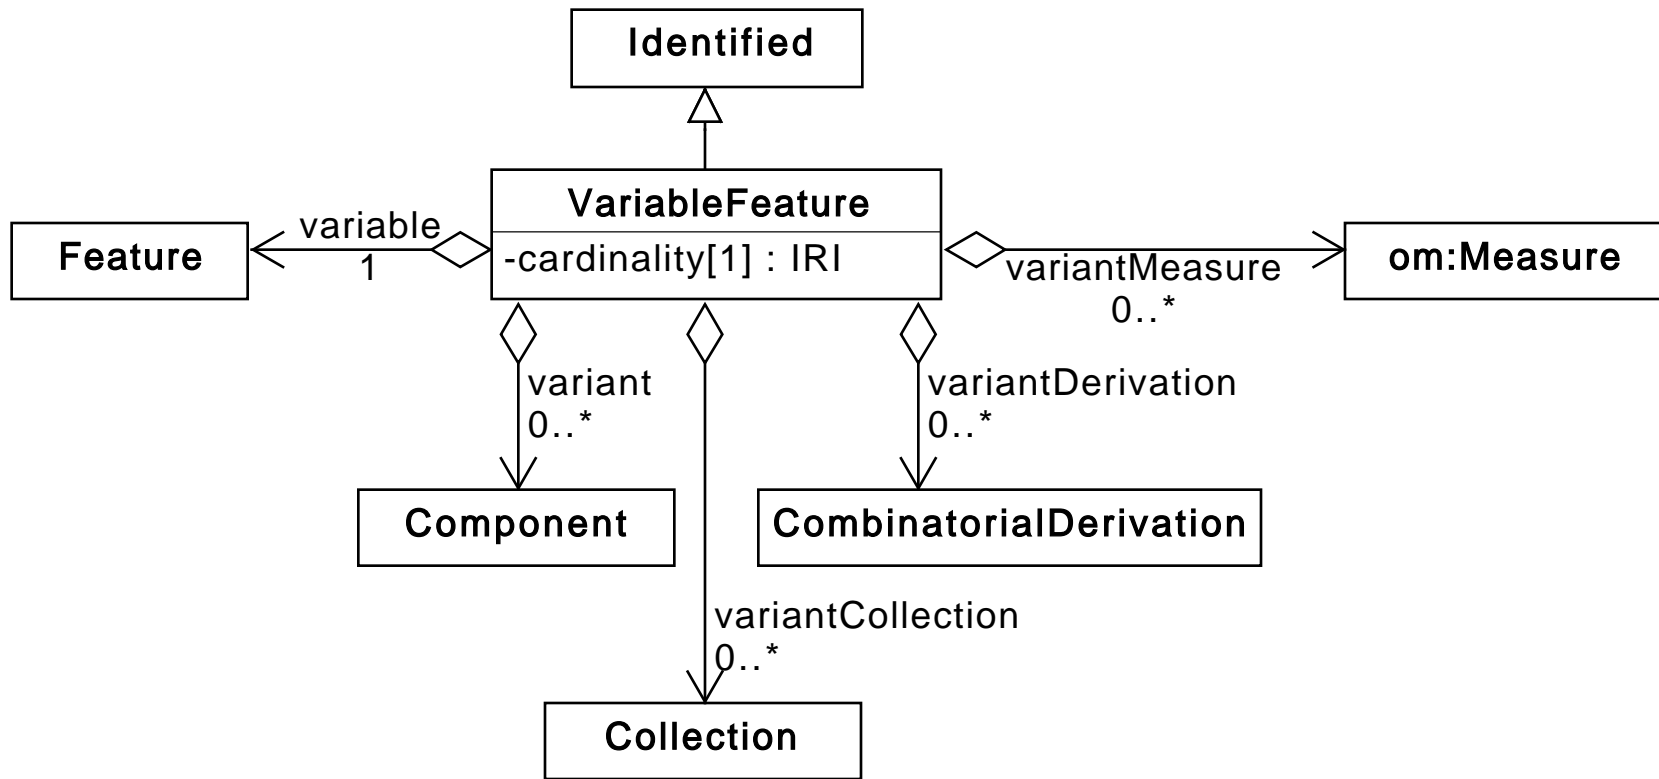 Identified
VariableFeature
-cardinality[1] : IRI
Feature
variable
1
variantMeasure
0..*
om:Measure
variant
0..*
variantDerivation
0..*
Component
CombinatorialDerivation
variantCollection
0..*
Collection